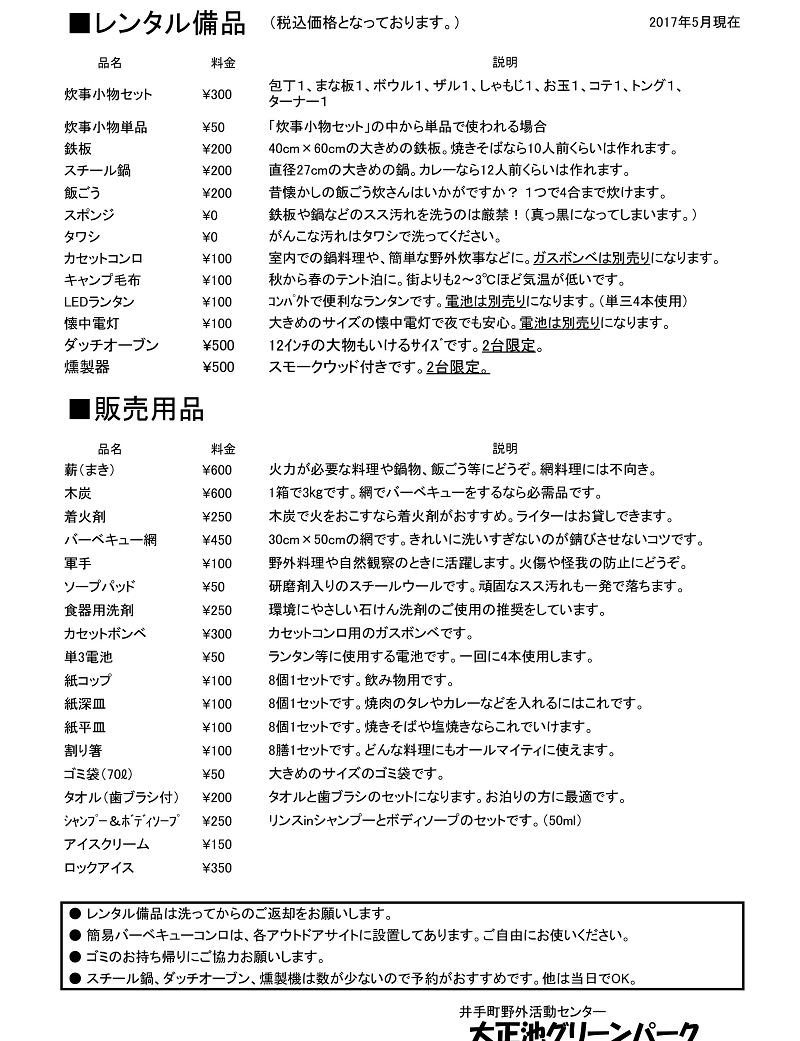 ■レンタル備品 （税込価格となっております。） 2017年5月現在
品名 料金 説明
炊事小物セット ¥300 包丁1、まな板1、ボウル1、ザル1、しゃもじ1、お玉1、コテ1、トング1、
ターナー1
炊事小物単品 ¥50 「炊事小物セット」の中から単品で使われる場合
鉄板 ¥200 40cm×60cmの大きめの鉄板。焼きそばなら10人前くらいは作れます。
スチール鍋 ¥200 直径27cmの大きめの鍋。カレーなら12人前くらいは作れます。
飯ごう ¥200 昔懐かしの飯ごう炊さんはいかがですか？ 1つで4合まで炊けます。
スポンジ ¥0 鉄板や鍋などのスス汚れを洗うのは厳禁！（真っ黒になってしまいます。）
タワシ ¥0 がんこな汚れはタワシで洗ってください。
カセットコンロ ¥100 室内での鍋料理や、簡単な野外炊事などに。ガスボンベは別売りになります。
キャンプ毛布 ¥100 秋から春のテント泊に。街よりも2～3℃ほど気温が低いです。
LEDランタン ¥100 ｺﾝﾊﾟｸﾄで便利なランタンです。電池は別売りになります。（単三4本使用）
懐中電灯 ¥100 大きめのサイズの懐中電灯で夜でも安心。電池は別売りになります。
ダッチオーブン ¥500 12ｲﾝﾁの大物もいけるｻｲｽﾞです。2台限定。
燻製器 ¥500 スモークウッド付きです。2台限定。
■販売用品
品名 料金 説明
薪（まき） ¥600 火力が必要な料理や鍋物、飯ごう等にどうぞ。網料理には不向き。
木炭 ¥600 1箱で3kgです。網でバーベキューをするなら必需品です。
着火剤 ¥250 木炭で火をおこすなら着火剤がおすすめ。ライターはお貸しできます。
バーベキュー網 ¥450 30cm×50cmの網です。きれいに洗いすぎないのが錆びさせないコツです。
軍手 ¥100 野外料理や自然観察のときに活躍します。火傷や怪我の防止にどうぞ。
ソープパッド ¥50 研磨剤入りのスチールウールです。頑固なスス汚れも一発で落ちます。
食器用洗剤 ¥250 環境にやさしい石けん洗剤のご使用の推奨をしています。
カセットボンベ ¥300 カセットコンロ用のガスボンベです。
単3電池 ¥50 ランタン等に使用する電池です。一回に4本使用します。
紙コップ ¥100 8個1セットです。飲み物用です。
紙深皿 ¥100 8個1セットです。焼肉のタレやカレーなどを入れるにはこれです。
紙平皿 ¥100 8個1セットです。焼きそばや塩焼きならこれでいけます。
割り箸 ¥100 8膳1セットです。どんな料理にもオールマイティに使えます。
ゴミ袋（70ℓ） ¥50 大きめのサイズのゴミ袋です。
タオル（歯ブラシ付） ¥200 タオルと歯ブラシのセットになります。お泊りの方に最適です。
ｼｬﾝﾌﾟｰ＆ﾎﾞﾃﾞｨｿｰﾌﾟ ¥250 リンスinシャンプーとボディソープのセットです。（50ml）
アイスクリーム ¥150
ロックアイス ¥350
● レンタル備品は洗ってからのご返却をお願いします。
● 簡易バーベキューコンロは、各アウトドアサイトに設置してあります。ご自由にお使いください。
● ゴミのお持ち帰りにご協力お願いします。
● スチール鍋、ダッチオーブン、燻製機は数が少ないので予約がおすすめです。他は当日でOK。
井手町野外活動センター
大正池グリーンパーク